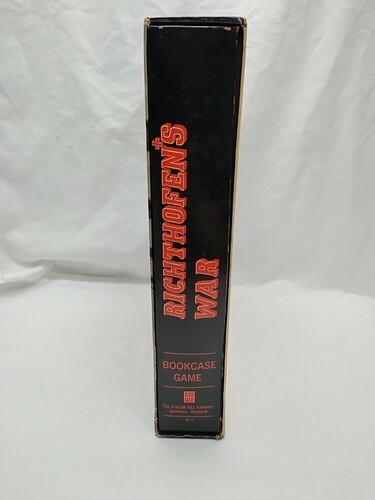 RICHTHOFEN'S
WAR
BOOKCASE
GAME
The AVALON HILL Company
Baltimore, Maryland